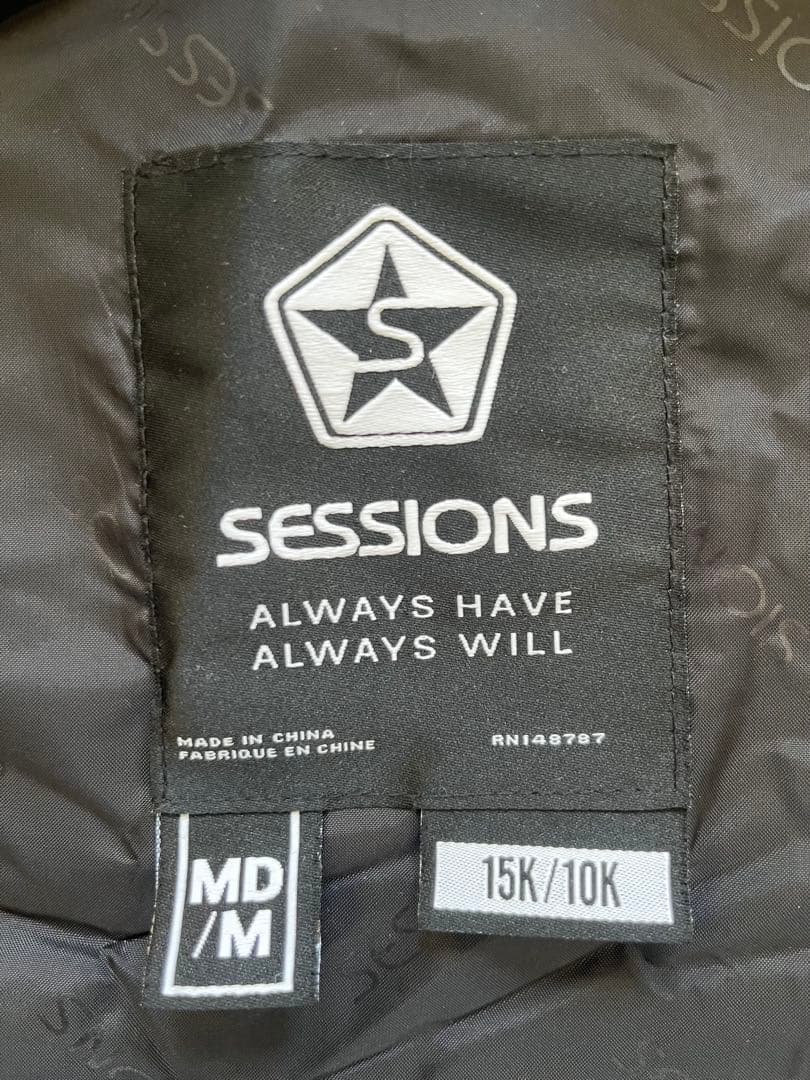 S
SESSIONS
ALWAYS HAVE
ALWAYS WILL
MADE IN CHINA
FABRIQUE EN CHINE
RN148787
MD
/M
15K/10K